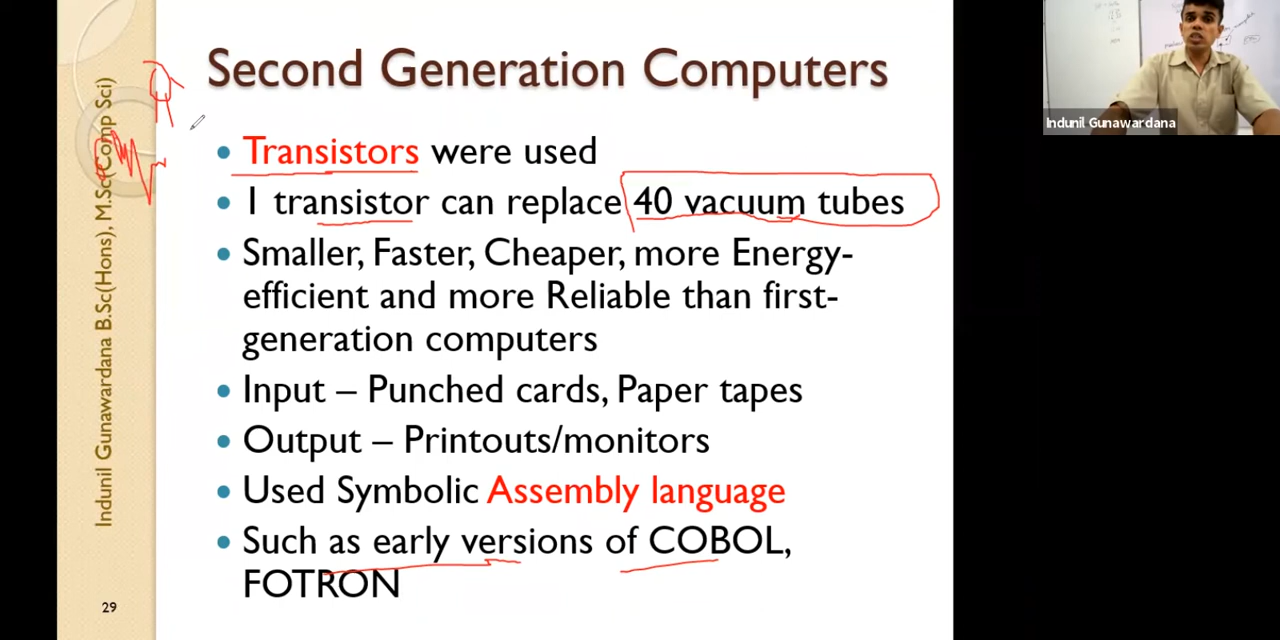 Second Generation Computers
Indunil Gunawardana B.Sc(Hons), M.Sc(Comp Sci)
• Transistors were used
• 1 transistor can replace 40 vacuum tubes
• Smaller, Faster, Cheaper, more Energy-
efficient and more Reliable than first-
generation computers
• Input – Punched cards, Paper tapes
• Output – Printouts/monitors
• Used Symbolic Assembly language
• Such as early versions of COBOL,
FOTRON
29
Indunil Gunawardana